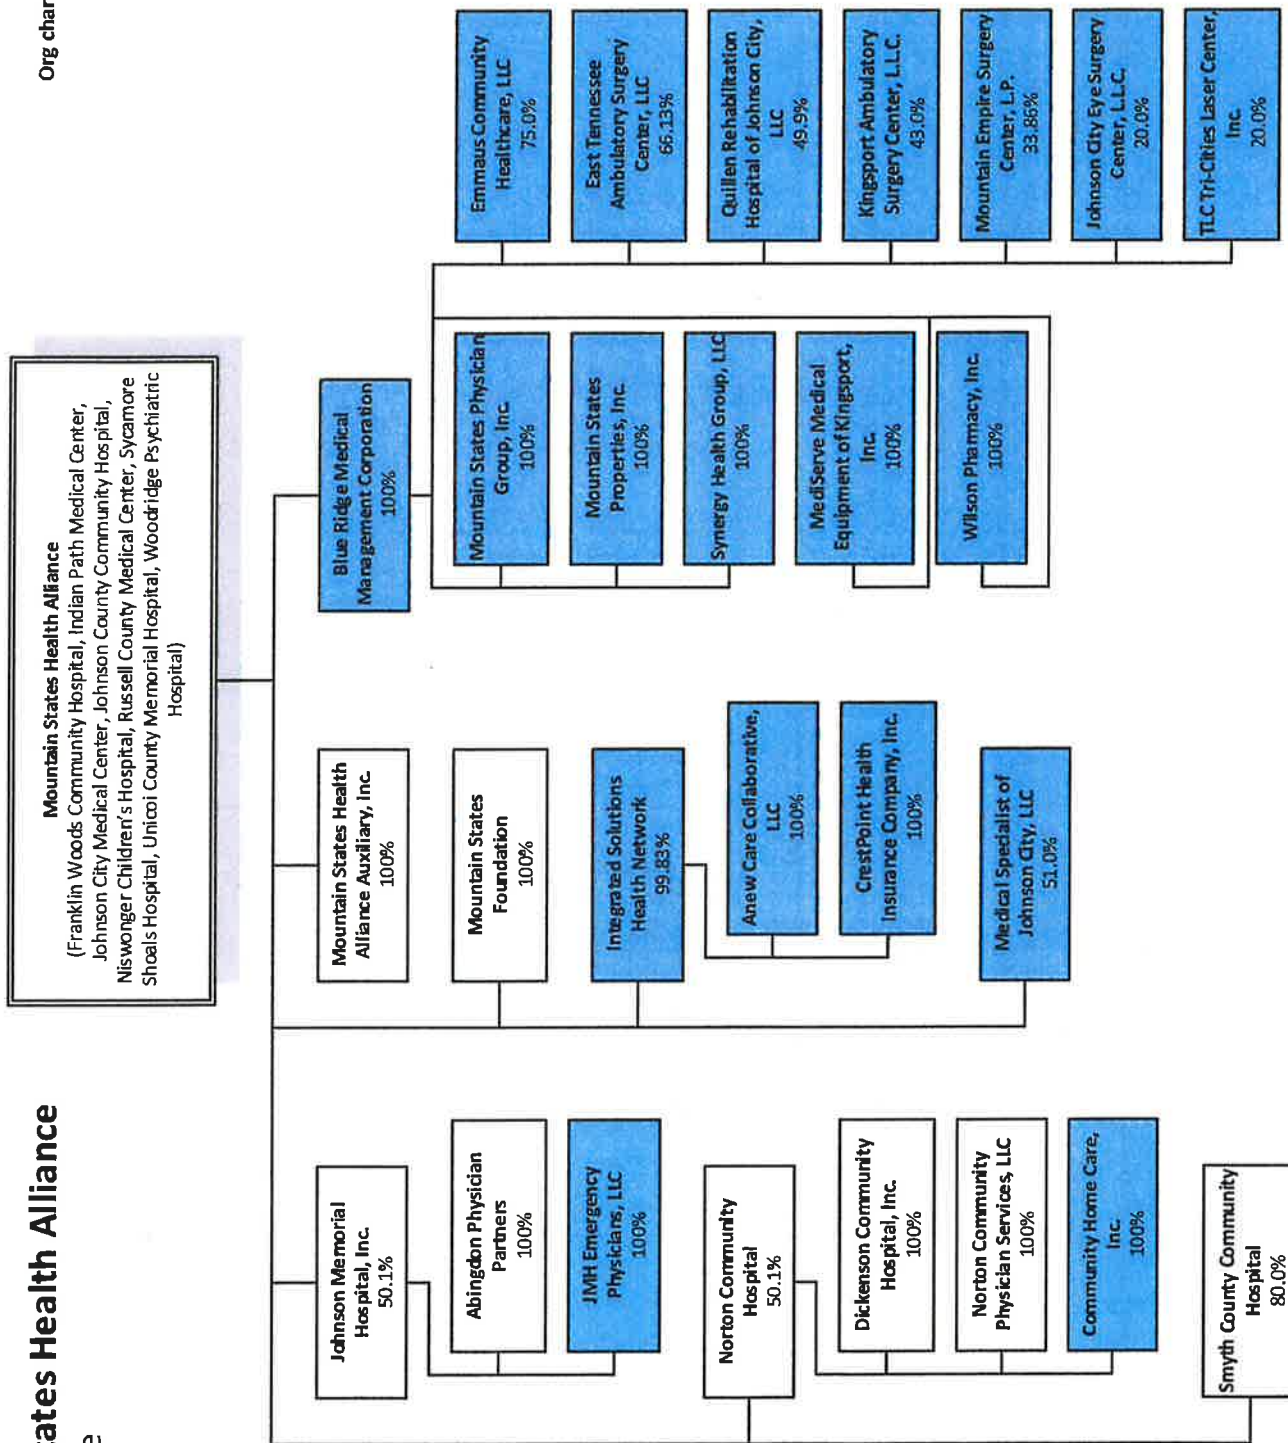 ates Health Alliance
e
Org char
Mountain States Health Alliance
(Franklin Woods Community Hospital, Indian Path Medical Center,
Johnson City Medical Center, Johnson County Community Hospital,
Niswonger Children's Hospital, Russell County Medical Center, Sycamore
Shoals Hospital, Unicoi County Memorial Hospital, Woodridge Psychiatric
Hospital)
Johnson Memorial
Hospital, Inc.
50.1%
Abingdon Physician
Partners
100%
JMH Emergency
Physicians, LLC
100%
Norton Community
Hospital
50.1%
Dickenson Community
Hospital, Inc.
100%
Norton Community
Physician Services, LLC
100%
Community Home Care,
Inc.
100%
Smyth County Community
Hospital
80.0%
Mountain States Health
Alliance Auxiliary, Inc.
100%
Mountain States
Foundation
100%
Integrated Solutions
Health Network
99.83%
Anew Care Collaborative,
LLC
100%
CrestPoint Health
Insurance Company, Inc.
100%
Medical Specialist of
Johnson City, LLC
51.0%
Blue Ridge Medical
Management Corporation
100%
Mountain States Physician
Group, Inc.
100%
Mountain States
Properties, Inc.
100%
Synergy Health Group, LLC
100%
MediServe Medical
Equipment of Kingsport,
Inc.
100%
Wilson Pharmacy, Inc.
100%
Emmaus Community
Healthcare, LLC
75.0%
East Tennessee
Ambulatory Surgery
Center, LLC
66.13%
Quillen Rehabilitation
Hospital of Johnson City,
LLC
49.9%
Kingsport Ambulatory
Surgery Center, L.L.C.
43.0%
Mountain Empire Surgery
Center, L.P.
33.86%
Johnson City Eye Surgery
Center, L.L.C.
20.0%
TLC Tri-Cities Laser Center,
Inc.
20.0%